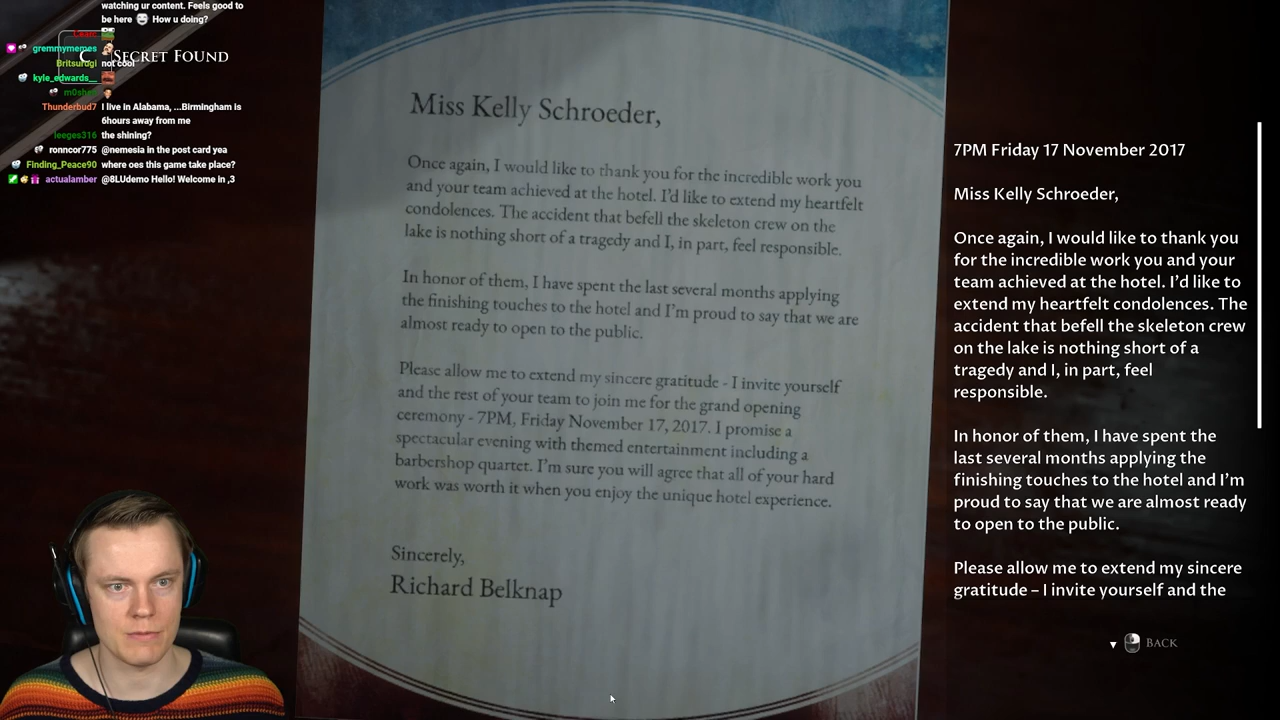 watching ur content. Feels good to
be here How u doing?
SECRET FOUND
gremmymemes
Britsurugi not cool
kyle_edwards__
Thunderbud7 I live in Alabama, ...Birmingham is
6hours away from me
leeges316 the shining?
ronncor775 @nemesia in the post card yea
Finding_Peace90 where oes this game take place?
actualamber @8LUdemo Hello! Welcome in ,3
Miss Kelly Schroeder,
Once again, I would like to thank you for the incredible work you
and your team achieved at the hotel. I'd like to extend my heartfelt
condolences. The accident that befell the skeleton crew on the
lake is nothing short of a tragedy and I, in part, feel responsible.
In honor of them, I have spent the last several months applying
the finishing touches to the hotel and I'm proud to say that we are
almost ready to open to the public.
Please allow me to extend my sincere gratitude - I invite yourself
and the rest of your team to join me for the grand opening
ceremony - 7PM, Friday November 17, 2017. I promise a
spectacular evening with themed entertainment including a
barbershop quartet. I'm sure you will agree that all of your hard
work was worth it when you enjoy the unique hotel experience.
Sincerely,
Richard Belknap
7PM Friday 17 November 2017
Miss Kelly Schroeder,
Once again, I would like to thank you
for the incredible work you and your
team achieved at the hotel. I'd like to
extend my heartfelt condolences. The
accident that befell the skeleton crew
on the lake is nothing short of a
tragedy and I, in part, feel
responsible.
In honor of them, I have spent the
last several months applying the
finishing touches to the hotel and I'm
proud to say that we are almost ready
to open to the public.
Please allow me to extend my sincere
gratitude – I invite yourself and the
BACK